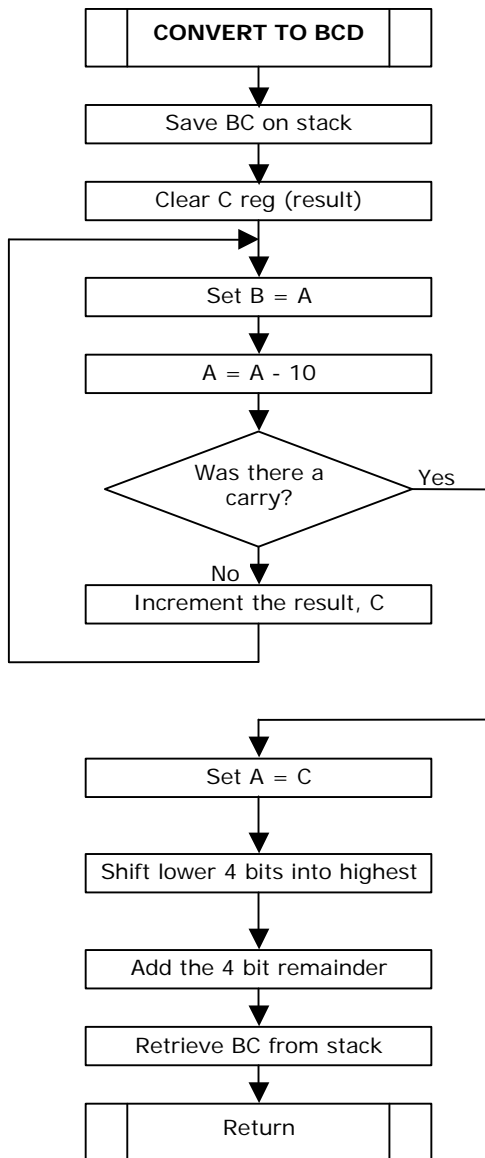 CONVERT TO BCD
Save BC on stack
Clear C reg (result)
Set B = A
A = A - 10
Was there a
carry?
Yes
No
Increment the result, C
Set A = C
Shift lower 4 bits into highest
Add the 4 bit remainder
Retrieve BC from stack
Return